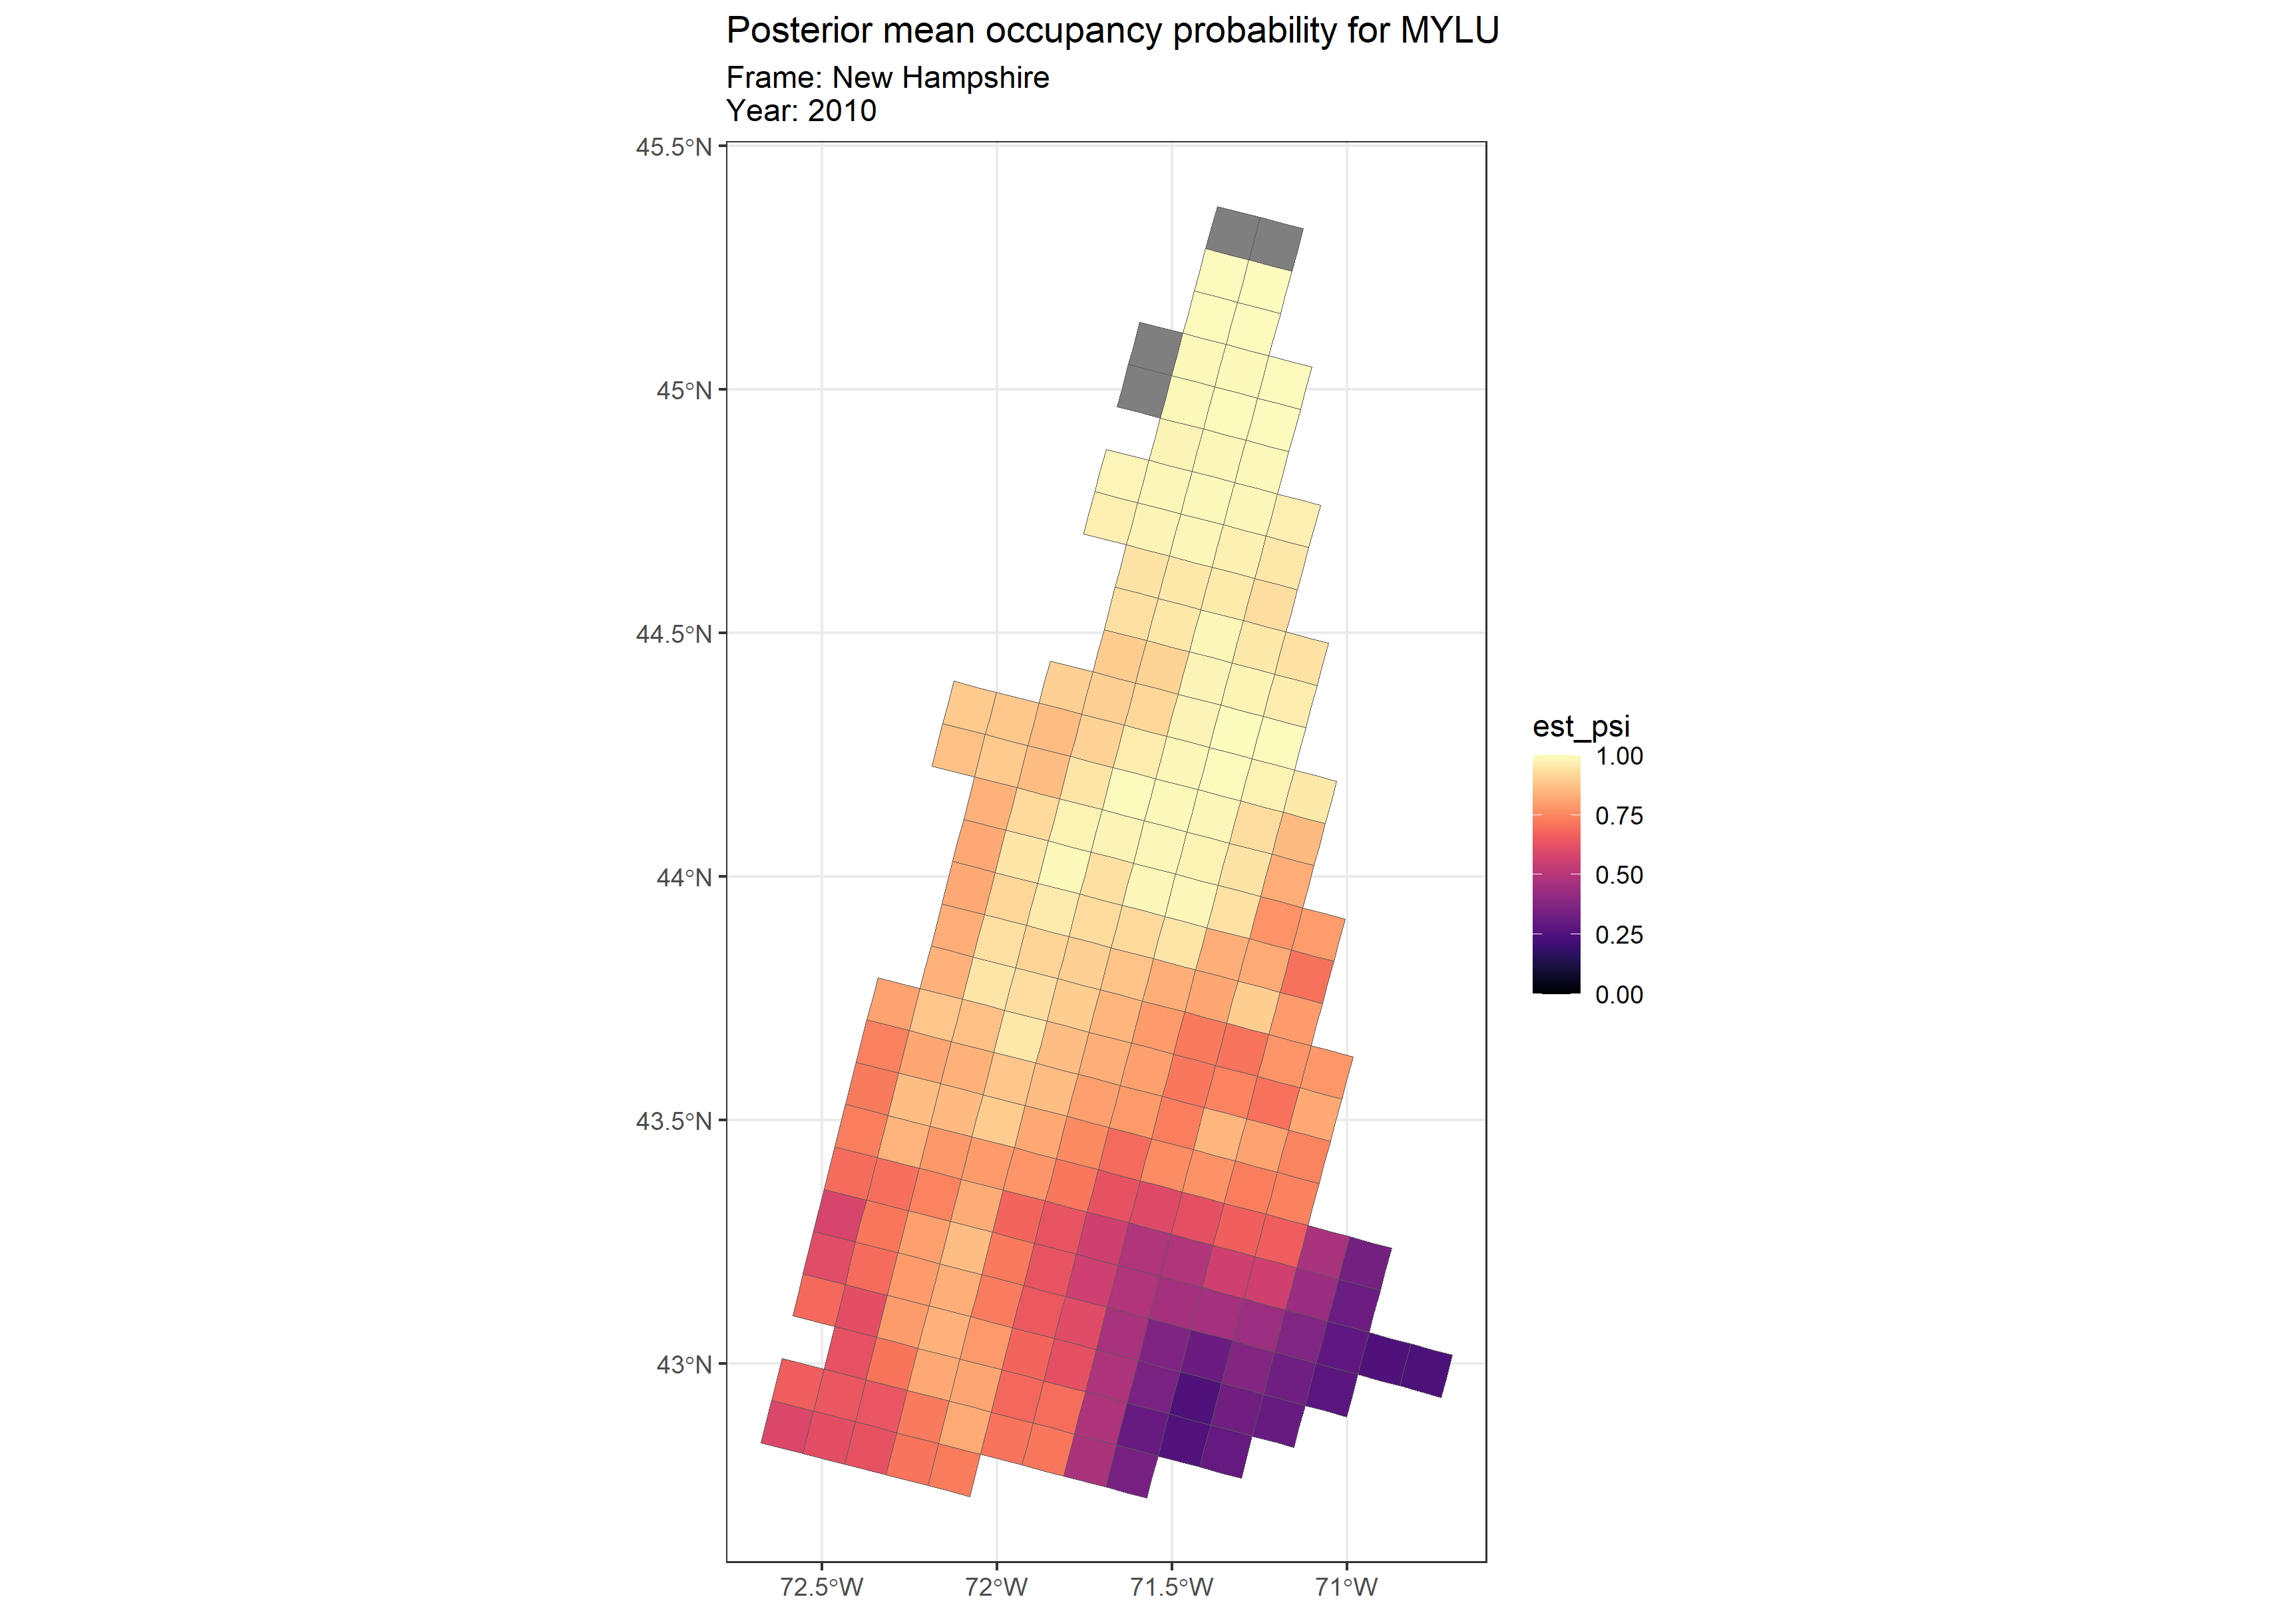 Posterior mean occupancy probability for MYLU
Frame: New Hampshire
Year: 2010
45.5°N
45°N
44.5°N
44°N
43.5°N
43°N
72.5°W
72°W
71.5°W
71°W
est_psi
1.00
0.75
0.50
0.25
0.00